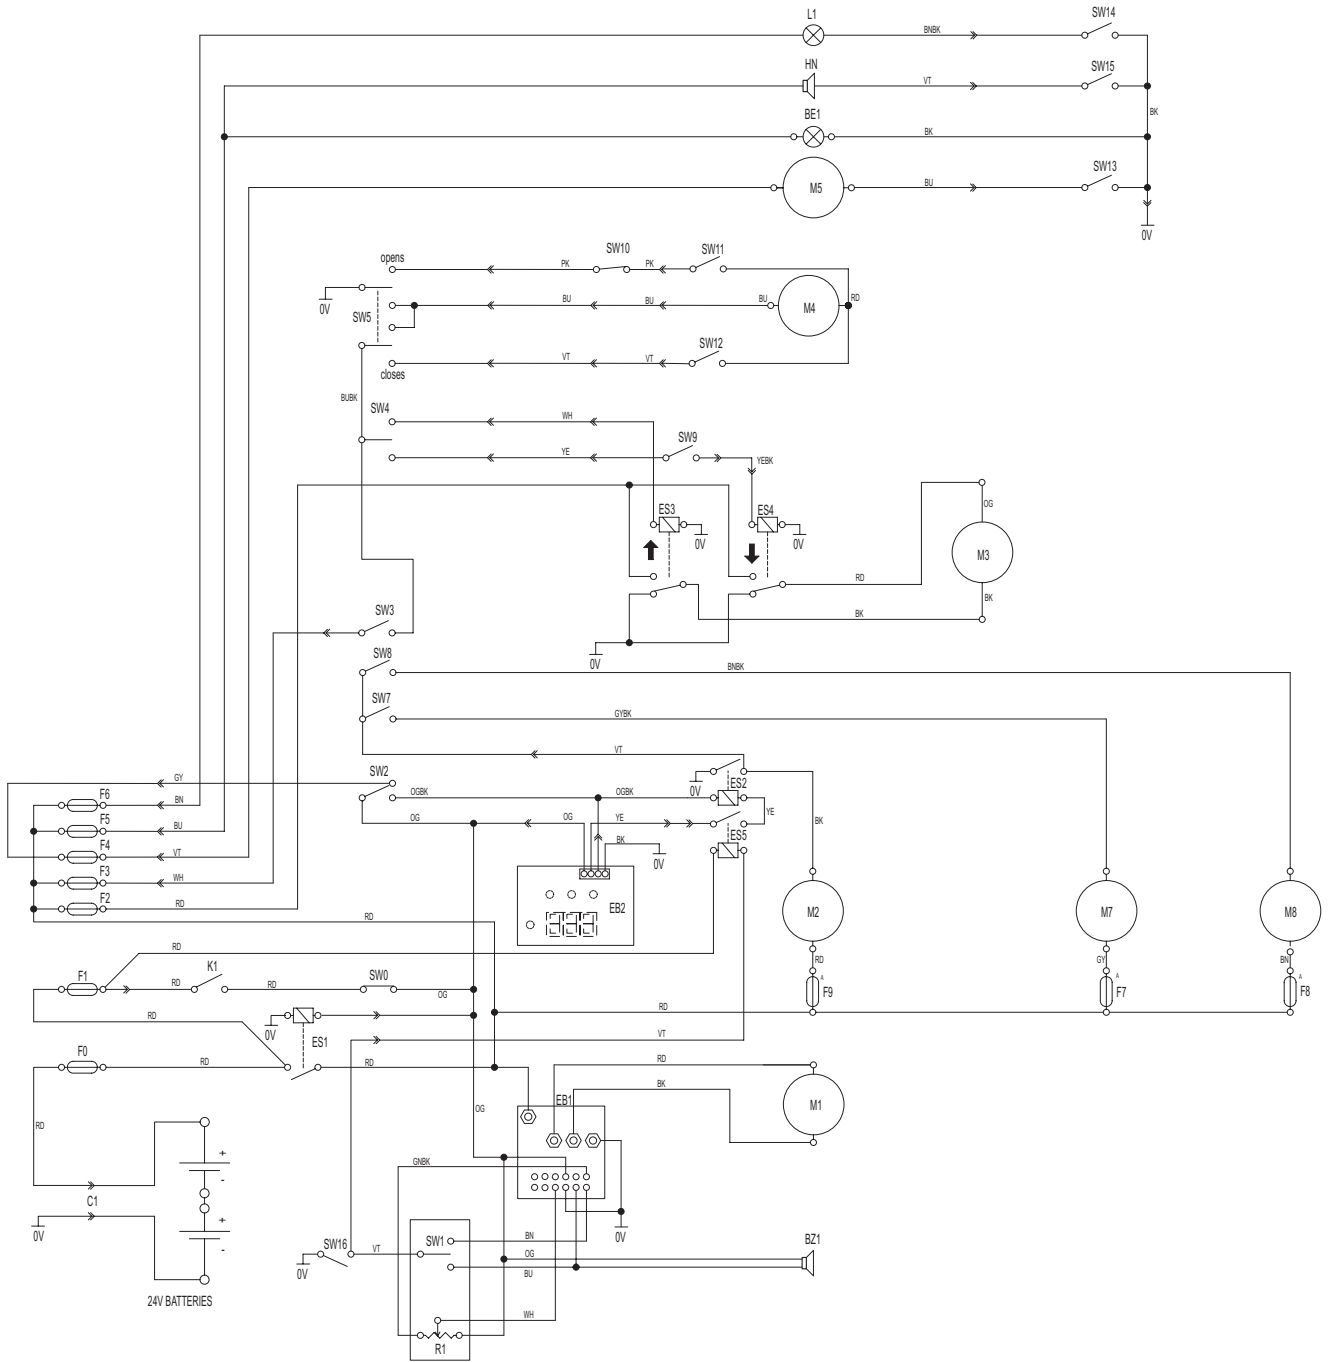 L1
SW14
BNBK
HN
SW15
VT
BE1
BK
BK
SW13
M5
BU
0V
opens
SW10
SW11
PK
PK
0V
SW5
BU
BU
BU
M4
RD
SW12
VT
VT
closes
BUBK
SW4
WH
SW9
YE
YEBK
ES3
ES4
0V
0V
OG
M3
RD
BK
BK
SW3
0V
SW8
BNBK
SW7
GYBK
VT
SW2
GY
0V
ES2
F6
BN
OGBK
OGBK
YE
F5
BU
OG
OG
YE
BK
BK
0V
ES5
F4
VT
F3
WH
F2
RD
EB2
M2
M7
M8
RD
RD
RD
GY
BN
F1
RD
K1
RD
SW0
OG
A
F9
A
F7
A
F8
RD
0V
ES1
VT
RD
F0
RD
RD
RD
BK
M1
EB1
OG
RD
GNBK
+
-
C1
0V
+
-
0V
SW16
VT
SW1
BN
OG
BU
BZ1
0V
24V BATTERIES
WH
R1